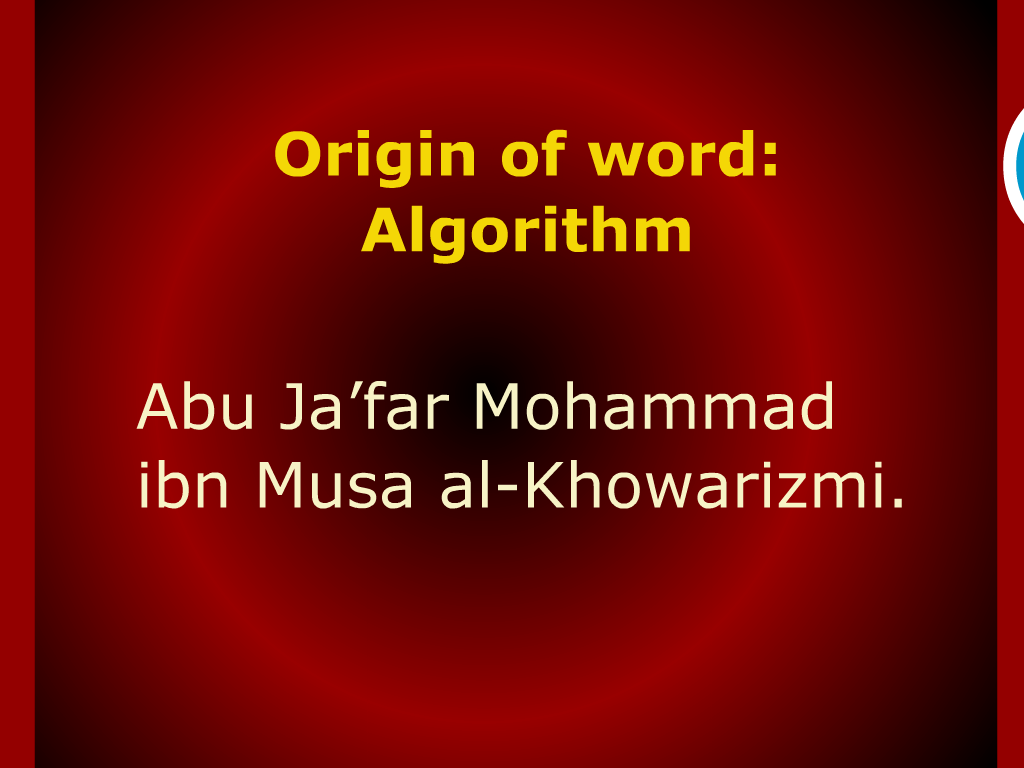 Origin of word:
Algorithm
Abu Ja’far Mohammad
ibn Musa al-Khowarizmi.